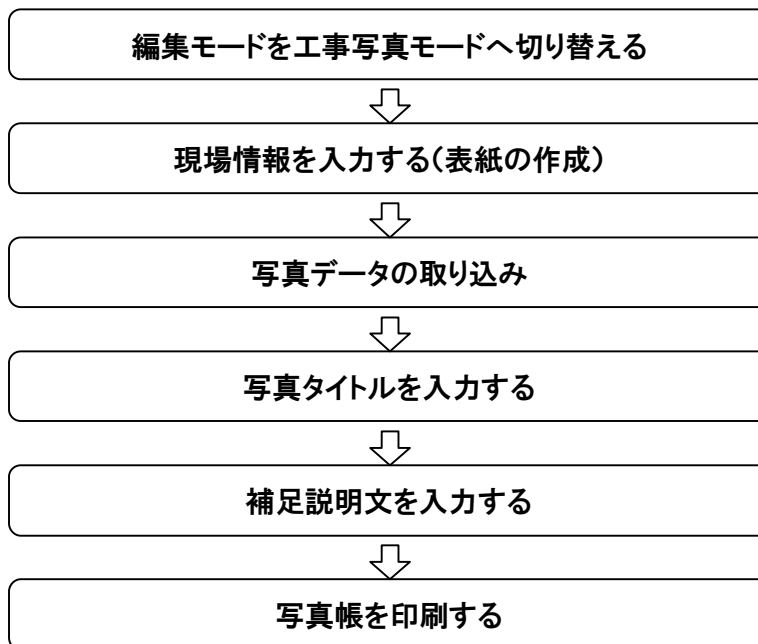 編集モードを工事写真モードへ切り替える
現場情報を入力する(表紙の作成)
写真データの取り込み
写真タイトルを入力する
補足説明文を入力する
写真帳を印刷する